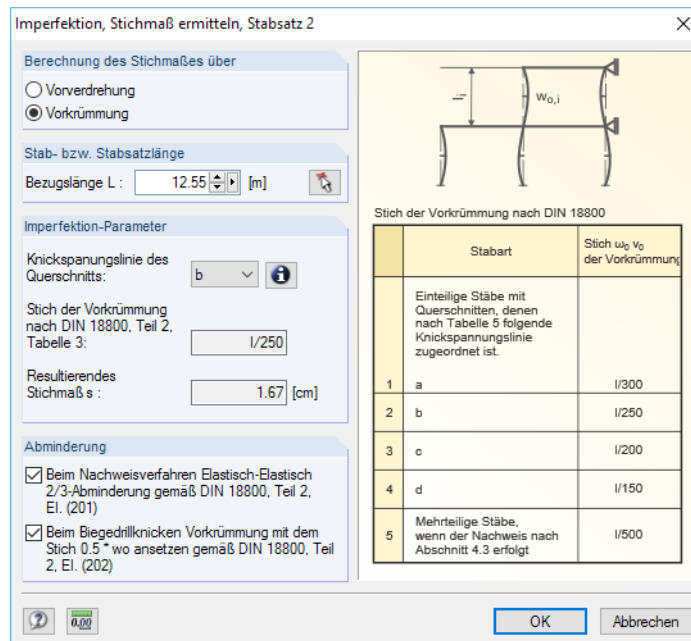 Imperfektion, Stichmaß ermitteln, Stabsatz 2
Berechnung des Stichmaßes über
Vorverdrehung
Vorkrümmung
Stab- bzw. Stabsatzlänge
Bezugslänge L :
12.55
[m]
Imperfektion-Parameter
Knickspanungslinie des
Querschnitts:
b
Stich der Vorkrümmung
nach DIN 18800, Teil 2,
Tabelle 3:
l/250
Resultierendes
Stichmaß s :
1.67
[cm]
Abminderung
Beim Nachweisverfahren Elastisch-Elastisch
2/3-Abminderung gemäß DIN 18800, Teil 2,
El. (201)
Beim Biegedrillknicken Vorkrümmung mit dem
Stich 0.5 * wo ansetzen gemäß DIN 18800, Teil
2, El. (202)
li
w0,i
Stich der Vorkrümmung nach DIN 18800
Stabart
Stich ω0 v0
der Vorkrümmung
Einteilige Stäbe mit
Querschnitten, denen
nach Tabelle 5 folgende
Knickspannungslinie
zugeordnet ist.
1 a l/300
2 b l/250
3 c l/200
4 d l/150
5 Mehrteilige Stäbe,
wenn der Nachweis nach
Abschnitt 4.3 erfolgt
l/500
0.00
OK
Abbrechen